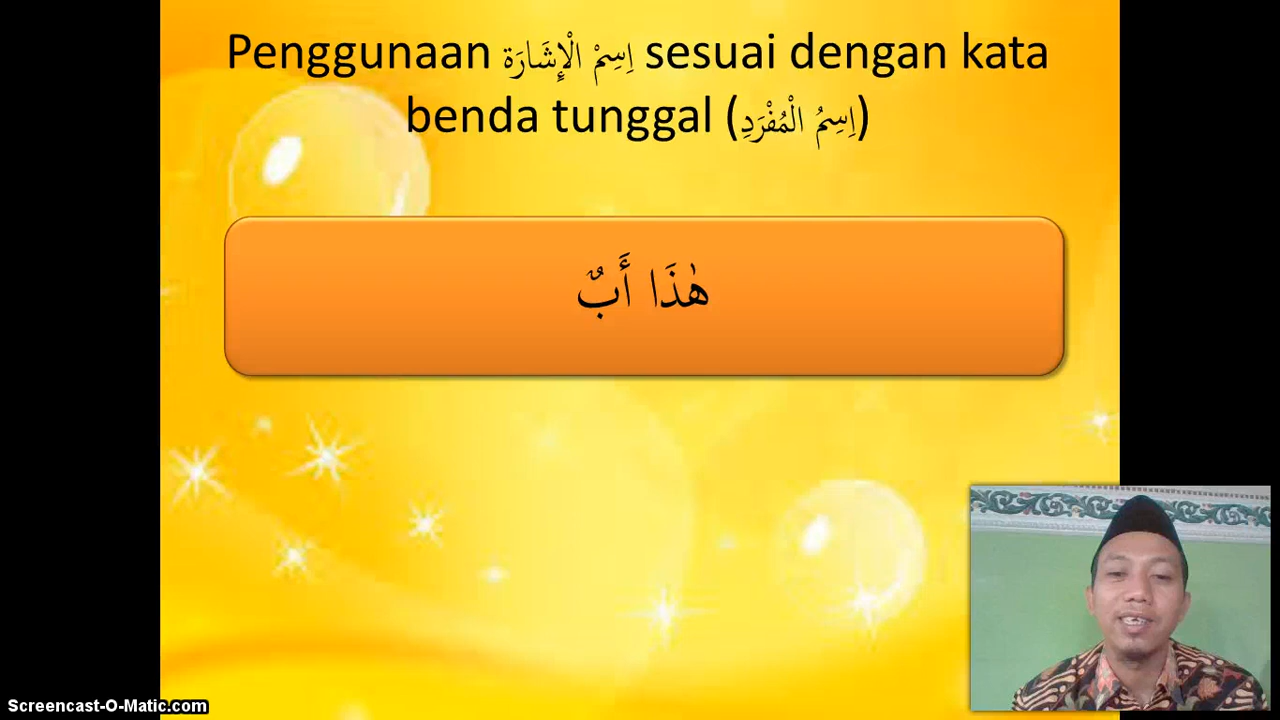 Penggunaan اِسِمْ الْإِشَارَة sesuai dengan kata
benda tunggal (اِسِمُ الْمُفْرَدِ)
هٰذَا أَبٌ
Screencast-O-Matic.com